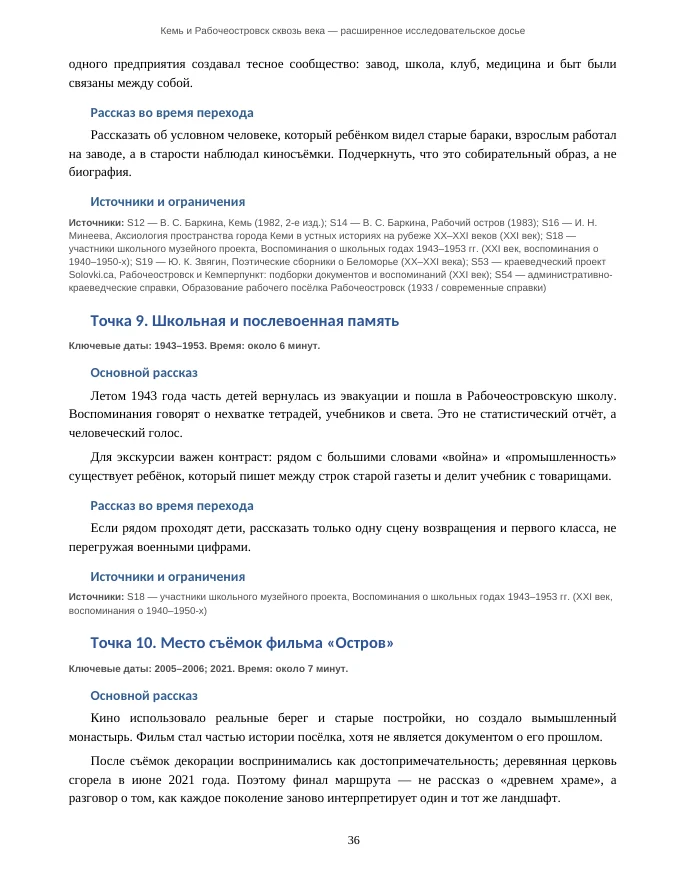 Кемь и Рабочеостровск сквозь века — расширенное исследовательское досье
одного предприятия создавал тесное сообщество: завод, школа, клуб, медицина и быт были
связаны между собой.
Рассказ во время перехода
Рассказать об условном человеке, который ребёнком видел старые бараки, взрослым работал
на заводе, а в старости наблюдал киносъёмки. Подчеркнуть, что это собирательный образ, а не
биография.
Источники и ограничения
Источники: S12 — В. С. Баркина, Кемь (1982, 2-е изд.); S14 — В. С. Баркина, Рабочий остров (1983); S16 — И. Н.
Минеева, Аксиология пространства города Кеми в устных историях на рубеже XX–XXI веков (XXI век); S18 —
участники школьного музейного проекта, Воспоминания о школьных годах 1943–1953 гг. (XXI век, воспоминания о
1940–1950-х); S19 — Ю. К. Звягин, Поэтические сборники о Беломорье (XX–XXI века); S53 — краеведческий проект
Solovki.ca, Рабочеостровск и Кемперпункт: подборки документов и воспоминаний (XXI век); S54 — административно-
краеведческие справки, Образование рабочего посёлка Рабочеостровск (1933 / современные справки)
Точка 9. Школьная и послевоенная память
Ключевые даты: 1943–1953. Время: около 6 минут.
Основной рассказ
Летом 1943 года часть детей вернулась из эвакуации и пошла в Рабочеостровскую школу.
Воспоминания говорят о нехватке тетрадей, учебников и света. Это не статистический отчёт, а
человеческий голос.
Для экскурсии важен контраст: рядом с большими словами «война» и «промышленность»
существует ребёнок, который пишет между строк старой газеты и делит учебник с товарищами.
Рассказ во время перехода
Если рядом проходят дети, рассказать только одну сцену возвращения и первого класса, не
перегружая военными цифрами.
Источники и ограничения
Источники: S18 — участники школьного музейного проекта, Воспоминания о школьных годах 1943–1953 гг. (XXI век,
воспоминания о 1940–1950-х)
Точка 10. Место съёмок фильма «Остров»
Ключевые даты: 2005–2006; 2021. Время: около 7 минут.
Основной рассказ
Кино использовало реальные берег и старые постройки, но создало вымышленный
монастырь. Фильм стал частью истории посёлка, хотя не является документом о его прошлом.
После съёмок декорации воспринимались как достопримечательность; деревянная церковь
сгорела в июне 2021 года. Поэтому финал маршрута — не рассказ о «древнем храме», а
разговор о том, как каждое поколение заново интерпретирует один и тот же ландшафт.
36